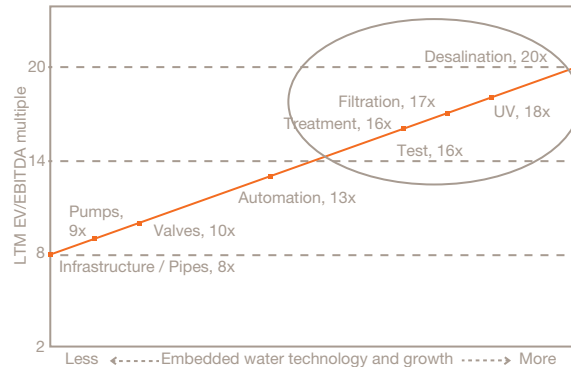 LTM EV/EBITDA multiple
20
14
8
2
Desalination, 20x
Filtration, 17x
UV, 18x
Treatment, 16x
Test, 16x
Automation, 13x
Pumps,
9x
Valves, 10x
Infrastructure / Pipes, 8x
Less Embedded water technology and growth More